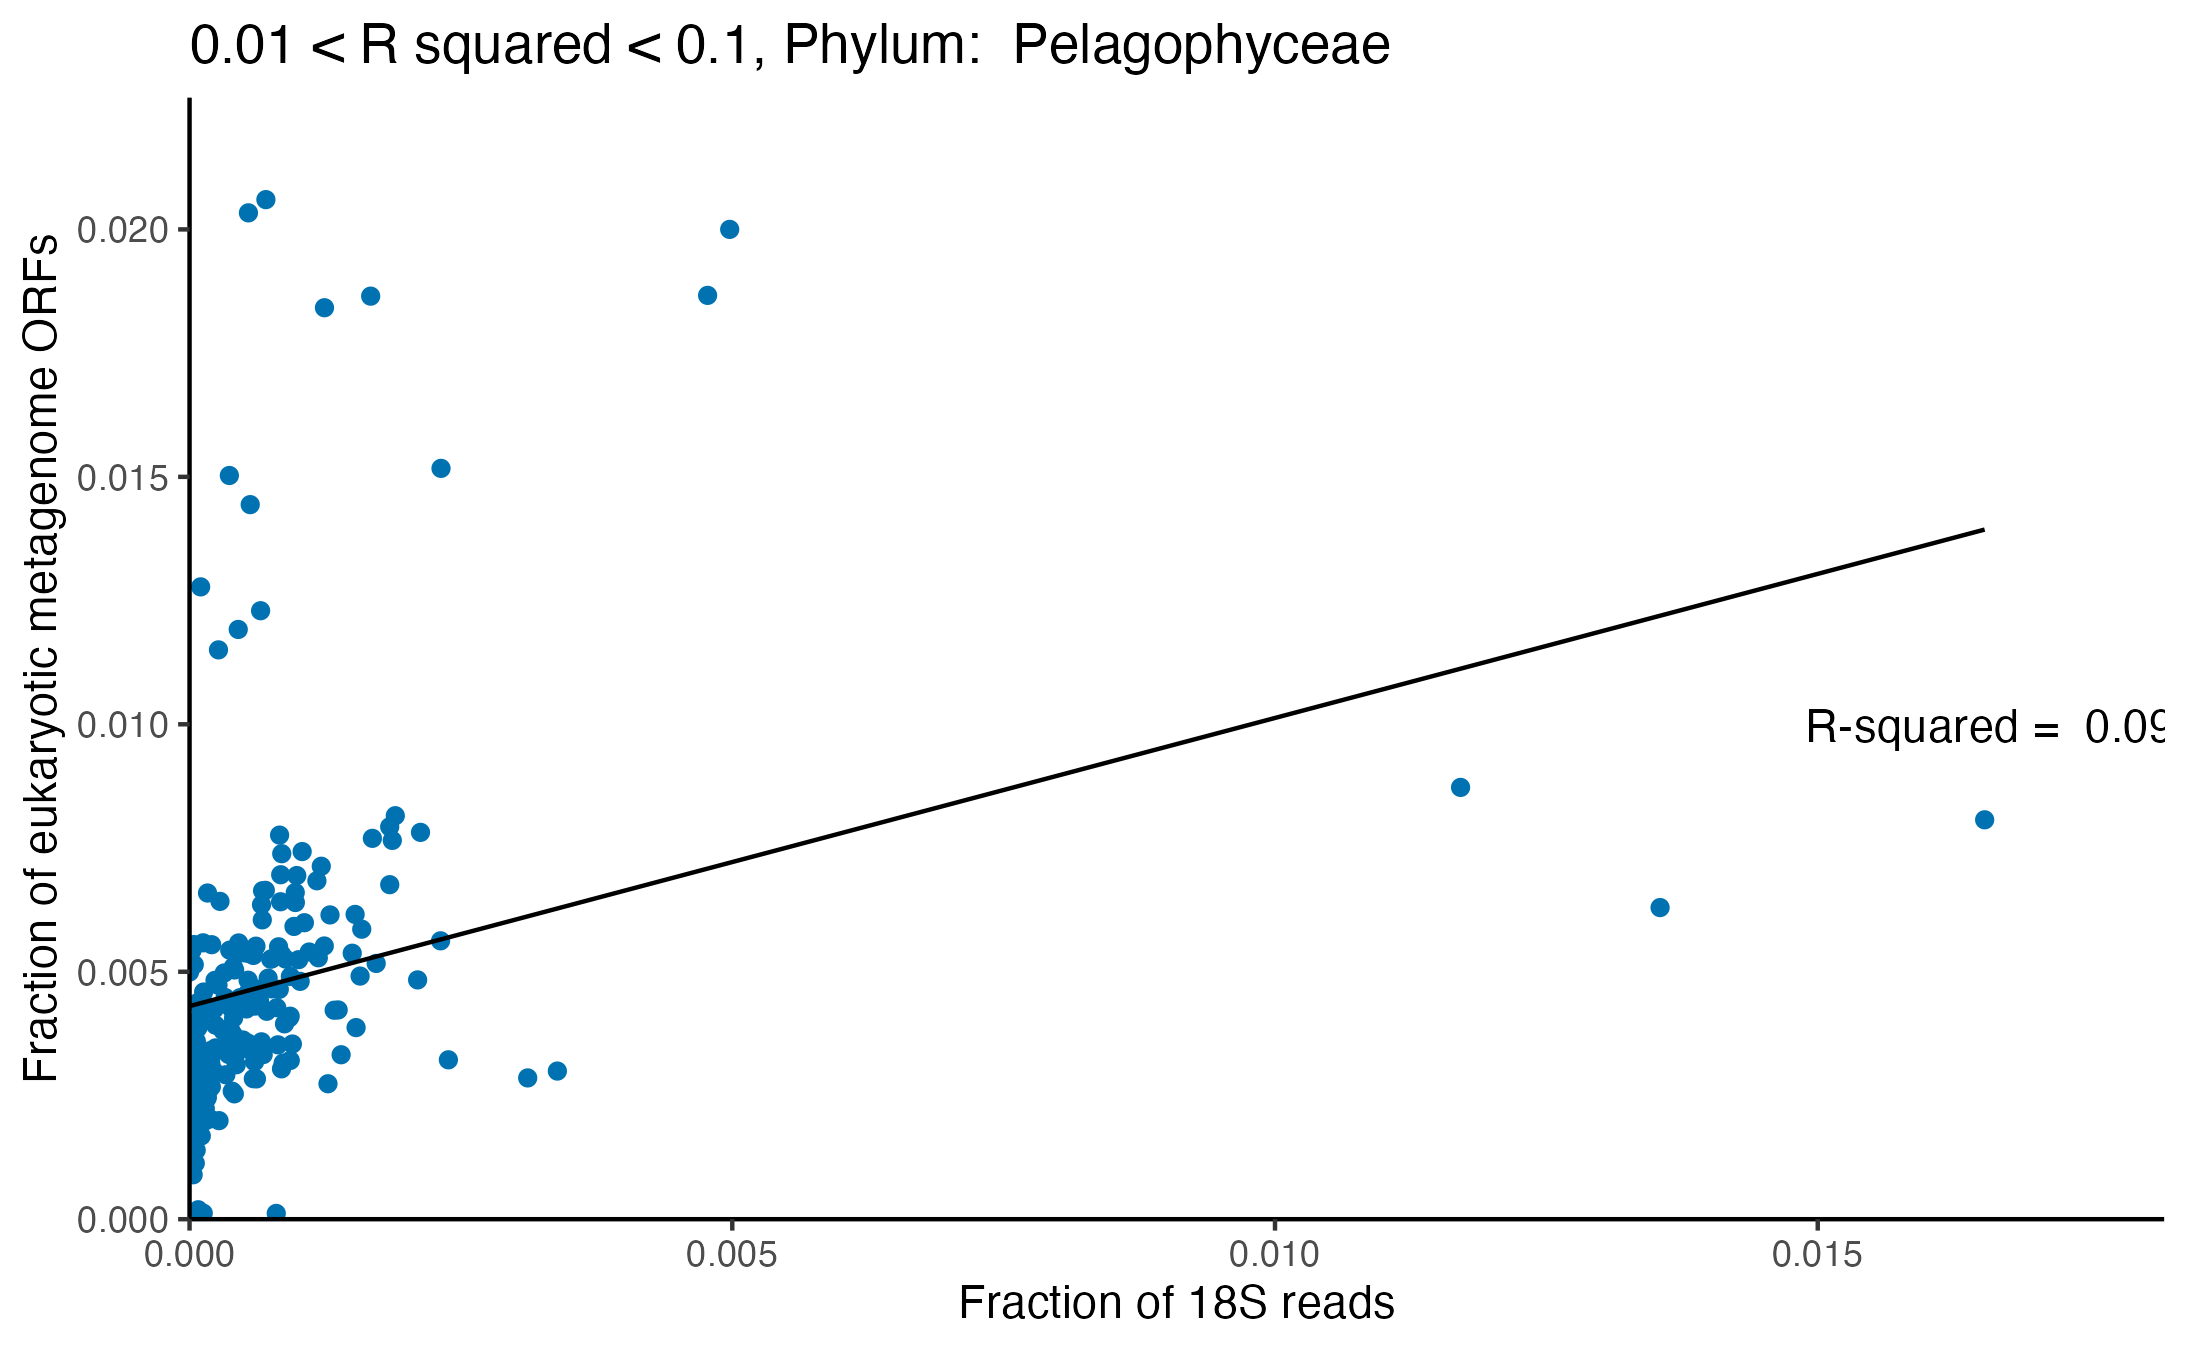 0.01 < R squared < 0.1, Phylum:  Pelagophyceae
Fraction of eukaryotic metagenome ORFs
0.020
0.015
0.010
0.005
0.000
R-squared =  0.09
0.000
0.005
0.010
0.015
Fraction of 18S reads